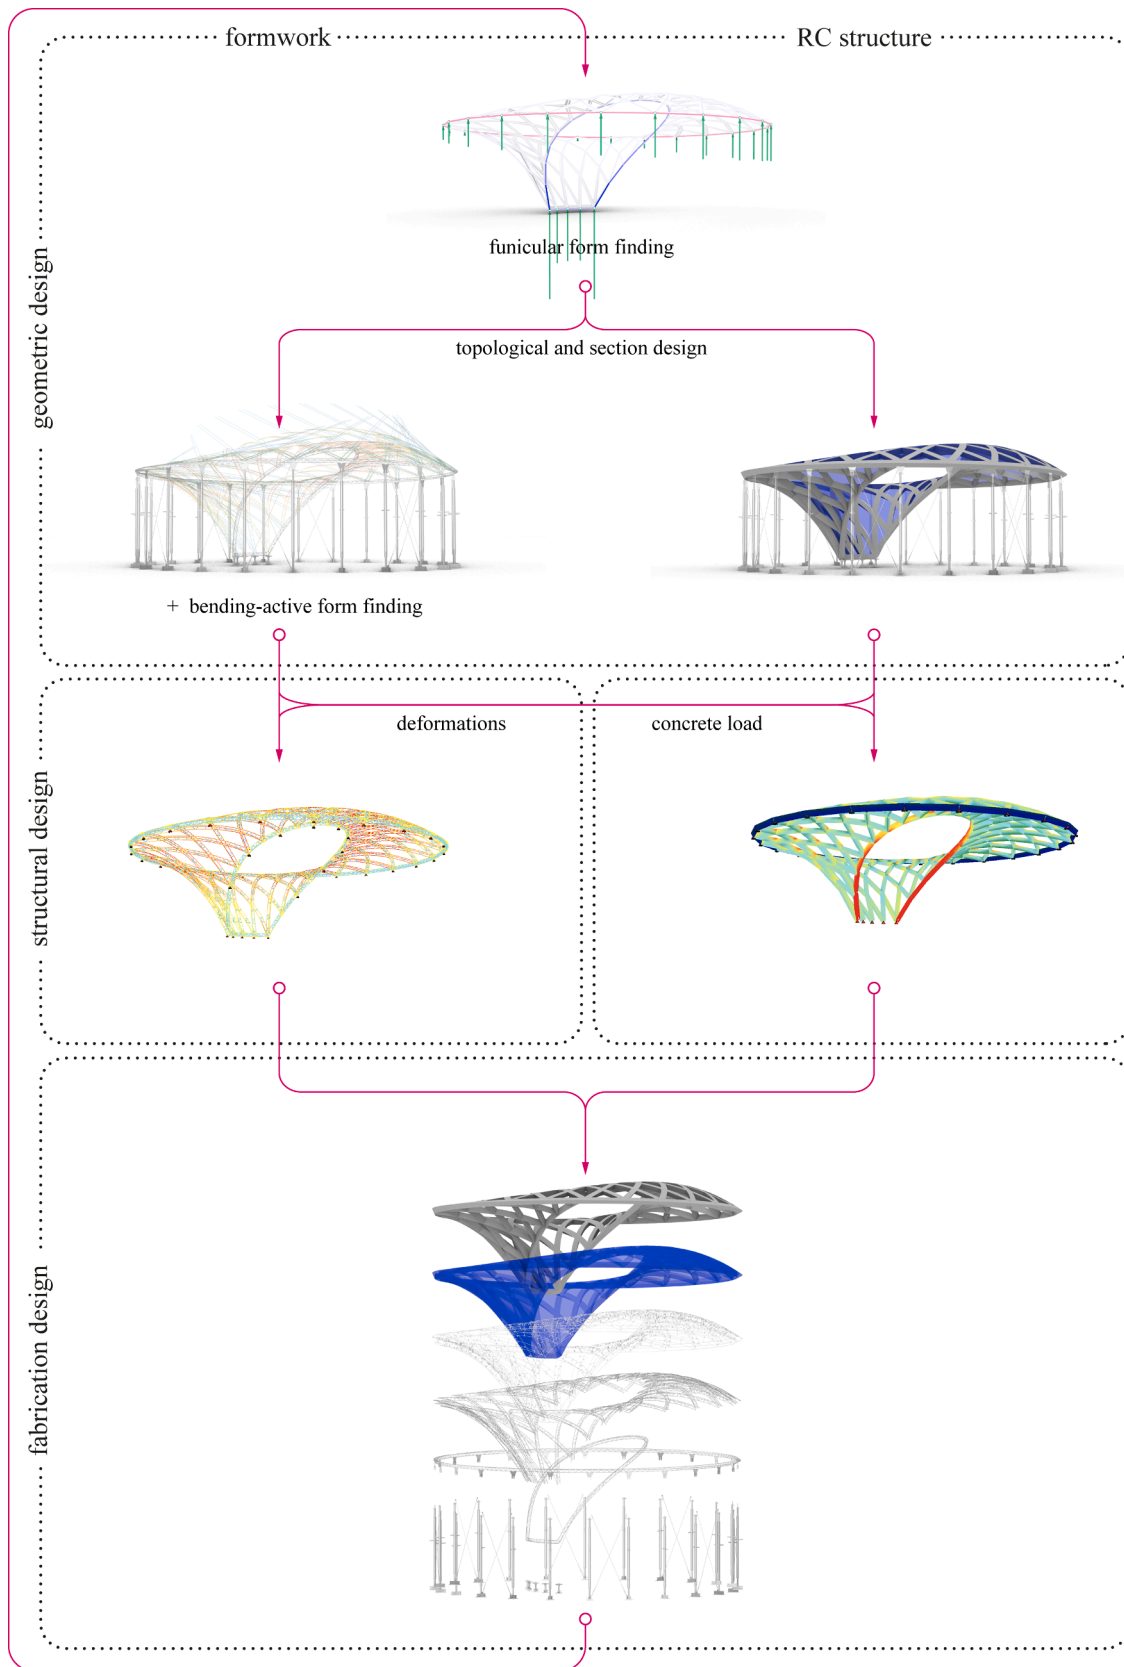 formwork
RC structure
geometric design
funicular form finding
topological and section design
+ bending-active form finding
structural design
deformations
concrete load
fabrication design